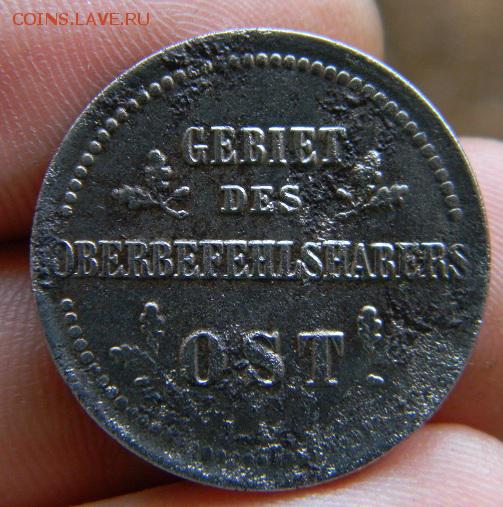 COINS.LAVE.RU
GEBIET
DES
OBERBEFEHLSHABERS
OST